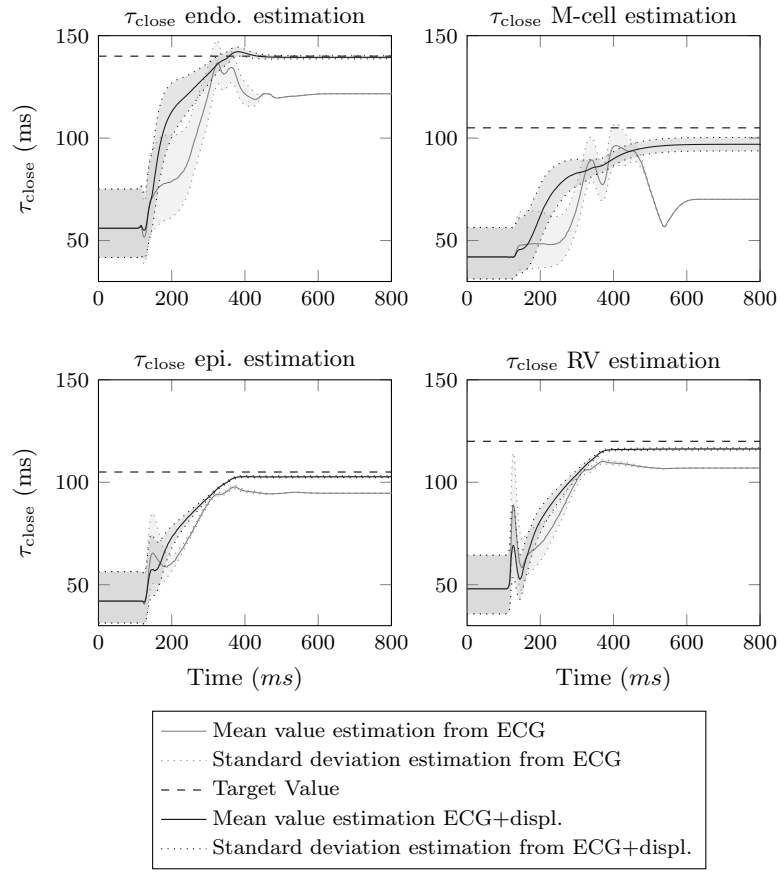 τclose endo. estimation
τclose M-cell estimation
150
100
50
τclose (ms)
0 200 400 600 800
150
100
50
0 200 400 600 800
τclose epi. estimation
τclose RV estimation
150
100
50
τclose (ms)
0 200 400 600 800
Time (ms)
150
100
50
0 200 400 600 800
Time (ms)
Mean value estimation from ECG
Standard deviation estimation from ECG
Target Value
Mean value estimation ECG+displ.
Standard deviation estimation from ECG+displ.